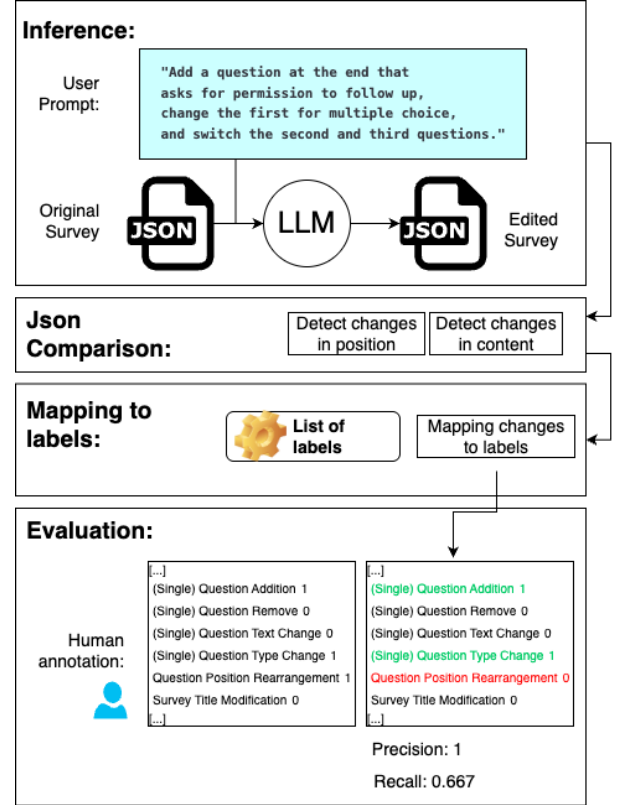 Inference:
User
Prompt:
"Add a question at the end that
asks for permission to follow up,
change the first for multiple choice,
and switch the second and third questions."
Original
Survey
JSON
LLM
JSON
Edited
Survey
Json
Comparison:
Detect changes
in position
Detect changes
in content
Mapping to
labels:
List of
labels
Mapping changes
to labels
Evaluation:
Human
annotation:
[...]
(Single) Question Addition 1
(Single) Question Remove 0
(Single) Question Text Change 0
(Single) Question Type Change 1
Question Position Rearrangement 1
Survey Title Modification 0
[...]
[...]
(Single) Question Addition 1
(Single) Question Remove 0
(Single) Question Text Change 0
(Single) Question Type Change 1
Question Position Rearrangement 0
Survey Title Modification 0
[...]
Precision: 1
Recall: 0.667